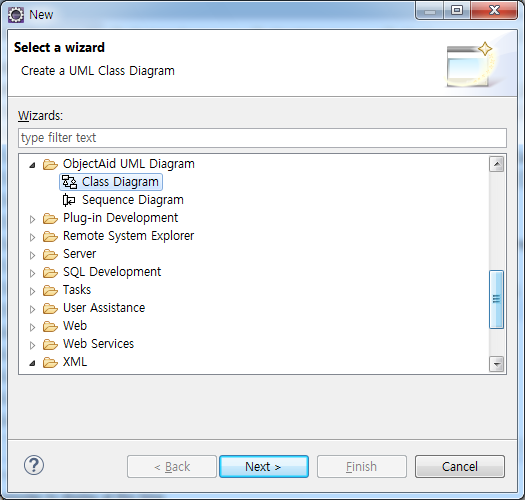 New
Select a wizard
Create a UML Class Diagram
Wizards:
type filter text
ObjectAid UML Diagram
Class Diagram
Sequence Diagram
Plug-in Development
Remote System Explorer
Server
SQL Development
Tasks
User Assistance
Web
Web Services
XML
?
< Back Next > Finish Cancel